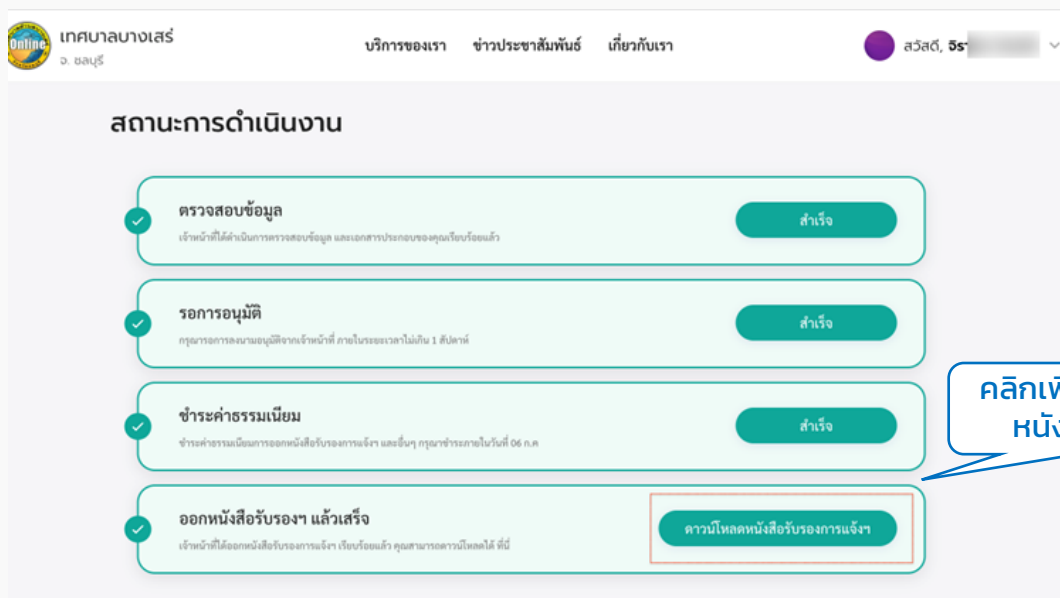 Online
เทศบาลบางเสร่
จ. ชลบุรี
บริการของเรา ข่าวประชาสัมพันธ์ เกี่ยวกับเรา
สวัสดี,
สถานะการดำเนินงาน
ตรวจสอบข้อมูล
เจ้าหน้าที่ได้ดำเนินการตรวจสอบข้อมูล และเอกสารประกอบของคุณเรียบร้อยแล้ว
สำเร็จ
รอการอนุมัติ
กรุณารอการลงนามอนุมัติจากเจ้าหน้าที่ ภายในระยะเวลาไม่เกิน 1 สัปดาห์
สำเร็จ
ชำระค่าธรรมเนียม
ชำระค่าธรรมเนียมการออกหนังสือรับรองการแจ้งฯ และอื่นๆ กรุณาชำระภายในวันที่ 06 ก.ค
สำเร็จ
คลิกเพื
หนัง
ออกหนังสือรับรองฯ แล้วเสร็จ
เจ้าหน้าที่ได้ออกหนังสือรับรองการแจ้งฯ เรียบร้อยแล้ว คุณสามารถดาวน์โหลดได้ ที่นี่
ดาวน์โหลดหนังสือรับรองการแจ้งฯ